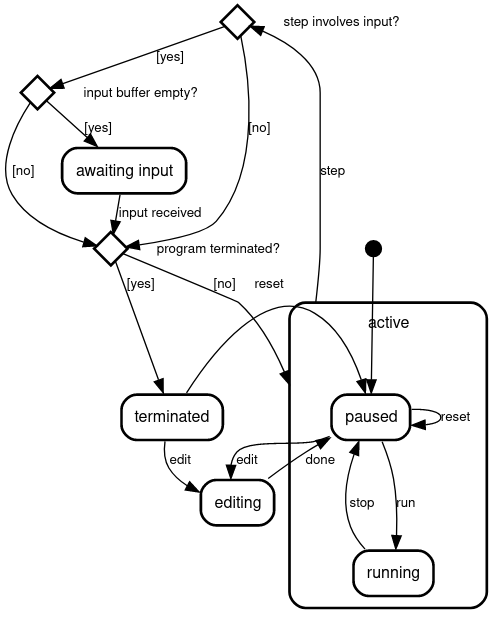 step involves input?
[yes]
input buffer empty?
[yes]
[no]
[no]
awaiting input
step
input received
program terminated?
[yes]
[no]
reset
active
terminated
paused
reset
edit
edit
done
editing
stop
run
running